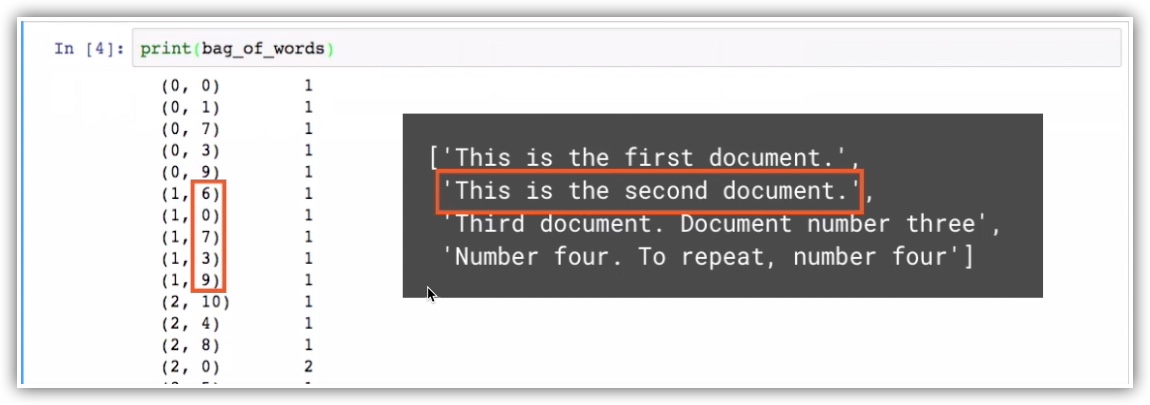 In [4]: print(bag_of_words)
(0, 0) 1
(0, 1) 1
(0, 7) 1
(0, 3) 1
(0, 9) 1
(1, 6) 1
(1, 0) 1
(1, 7) 1
(1, 3) 1
(1, 9) 1
(2, 10) 1
(2, 4) 1
(2, 8) 1
(2, 0) 2
['This is the first document.',
'This is the second document.',
'Third document. Document number three',
'Number four. To repeat, number four']